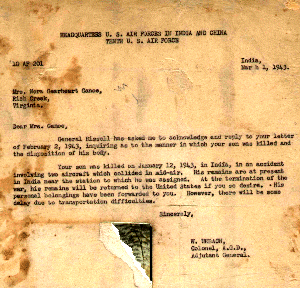 HEADQUARTERS U. S. AIR FORCES IN INDIA AND CHINA
TENTH U. S. AIR FORCE
10 AF 201
India,
March 1, 1943.
Mrs. Nora Gearheart Canoe,
Rich Creek,
Virginia.
Dear Mrs. Canoe,
General Bissell has asked me to acknowledge and reply to your letter
of February 2, 1943, inquiring as to the manner in which your son was killed and
the disposition of his body.
Your son was killed on January 12, 1943, in India, in an accident
involving two aircraft which collided in mid-air. His remains are at present
in India near the station to which he was assigned. At the termination of the
war, his remains will be returned to the United States if you so desire. His
personal belongings have been forwarded to you. However, there will be some
delay due to transportation difficulties.
Sincerely,
Colonel, A.G.D.,
Adjutant General.